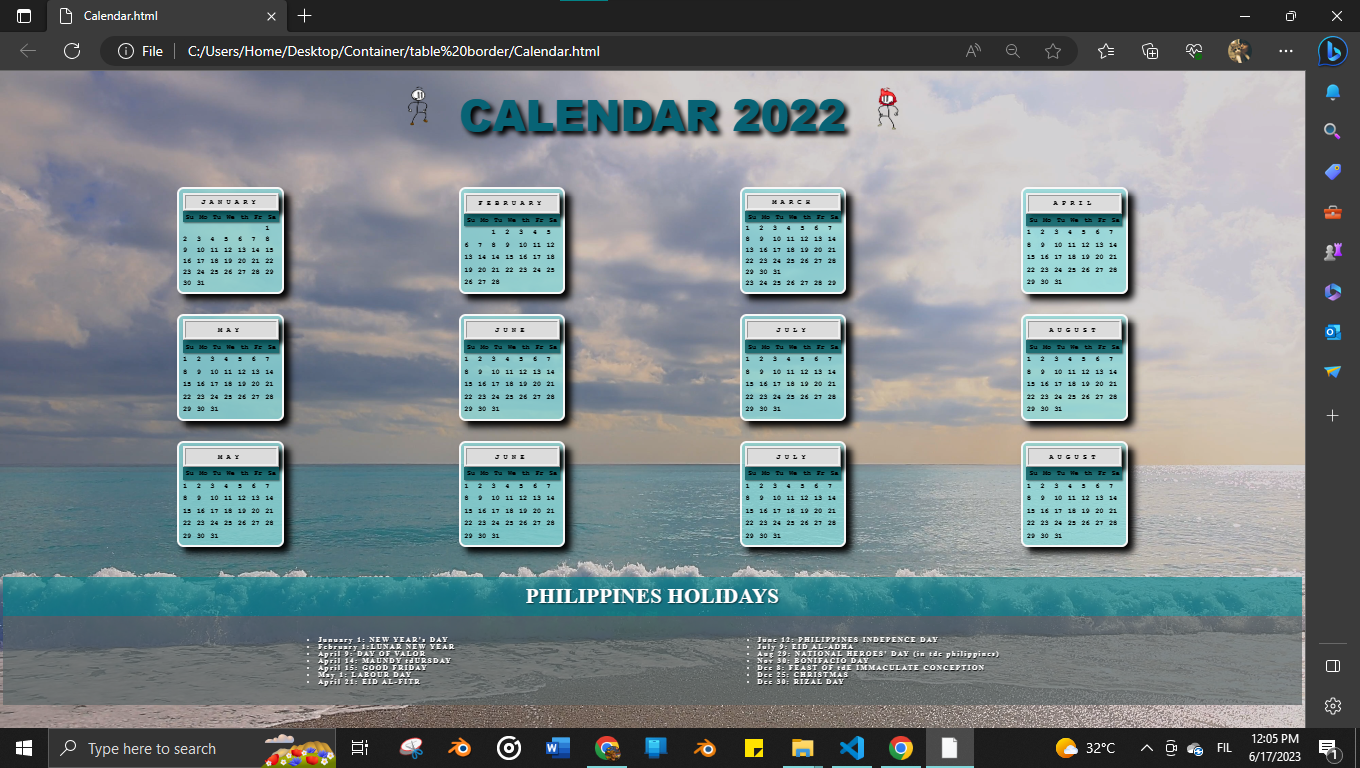 Calendar.html
File C:/Users/Home/Desktop/Container/table%20border/Calendar.html
CALENDAR 2022
JANUARY
Su Mo Tu We th Fr Sa
1
2 3 4 5 6 7 8
9 10 11 12 13 14 15
16 17 18 19 20 21 22
23 24 25 26 27 28 29
30 31
FEBRUARY
Su Mo Tu We th Fr Sa
1 2 3 4 5
6 7 8 9 10 11 12
13 14 14 15 16 17 18
19 20 21 22 23 24 25
26 27 28
MARCH
Su Mo Tu We th Fr Sa
1 2 3 4 5 6 7
8 9 10 11 12 13 14
13 16 17 18 19 20 21
22 23 24 25 26 27 28
29 30 31
23 24 25 26 27 28 29
APRIL
Su Mo Tu We th Fr Sa
1 2 3 4 5 6 7
8 9 10 11 12 13 14
15 16 17 18 19 20 21
22 23 24 25 26 27 28
29 30 31
MAY
Su Mo Tu We th Fr Sa
1 2 3 4 5 6 7
8 9 10 11 12 13 14
15 16 17 18 19 20 21
22 23 24 25 26 27 28
29 30 31
JUNE
Su Mo Tu We th Fr Sa
1 2 3 4 5 6 7
8 9 10 11 12 13 14
15 16 17 18 19 20 21
22 23 24 25 26 27 28
29 30 31
JULY
Su Mo Tu We th Fr Sa
1 2 3 4 5 6 7
8 9 10 11 12 13 14
15 16 17 18 19 20 21
22 23 24 25 26 27 28
29 30 31
AUGUST
Su Mo Tu We th Fr Sa
1 2 3 4 5 6 7
8 9 10 11 12 13 14
15 16 17 18 19 20 21
22 23 24 25 26 27 28
29 30 31
MAY
Su Mo Tu We th Fr Sa
1 2 3 4 5 6 7
8 9 10 11 12 13 14
15 16 17 18 19 20 21
22 23 24 25 26 27 28
29 30 31
JUNE
Su Mo Tu We th Fr Sa
1 2 3 4 5 6 7
8 9 10 11 12 13 14
15 16 17 18 19 20 21
22 23 24 25 26 27 28
29 30 31
JULY
Su Mo Tu We th Fr Sa
1 2 3 4 5 6 7
8 9 10 11 12 13 14
15 16 17 18 19 20 21
22 23 24 25 26 27 28
29 30 31
AUGUST
Su Mo Tu We th Fr Sa
1 2 3 4 5 6 7
8 9 10 11 12 13 14
15 16 17 18 19 20 21
22 23 24 25 26 27 28
29 30 31
PHILIPPINES HOLIDAYS
• January 1: NEW YEAR's DAY
• February 1:LUNAR NEW YEAR
• April 9: DAY OF VALOR
• April 14: MAUNDY tdURSDAY
• April 15: GOOD FRIDAY
• May 1: LABOUR DAY
• April 21: EID AL-FITR
• June 12: PHILIPPINES INDEPENCE DAY
• July 9: EID AL-ADHA
• Aug 29: NATIONAL HEROES' DAY (in tde philippines)
• Nov 30: BONIFACIO DAY
• Dec 8: FEAST OF tdE IMMACULATE CONCEPTION
• Dec 25: CHRISTMAS
• Dec 30: RIZAL DAY
Type here to search
32°C
FIL
12:05 PM
6/17/2023
1